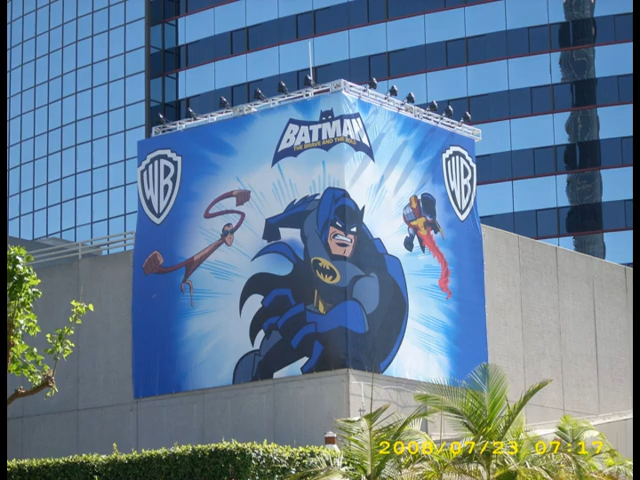 BATMAN
THE BRAVE AND THE BOLD
WB
WB
2008/07/23 07:17